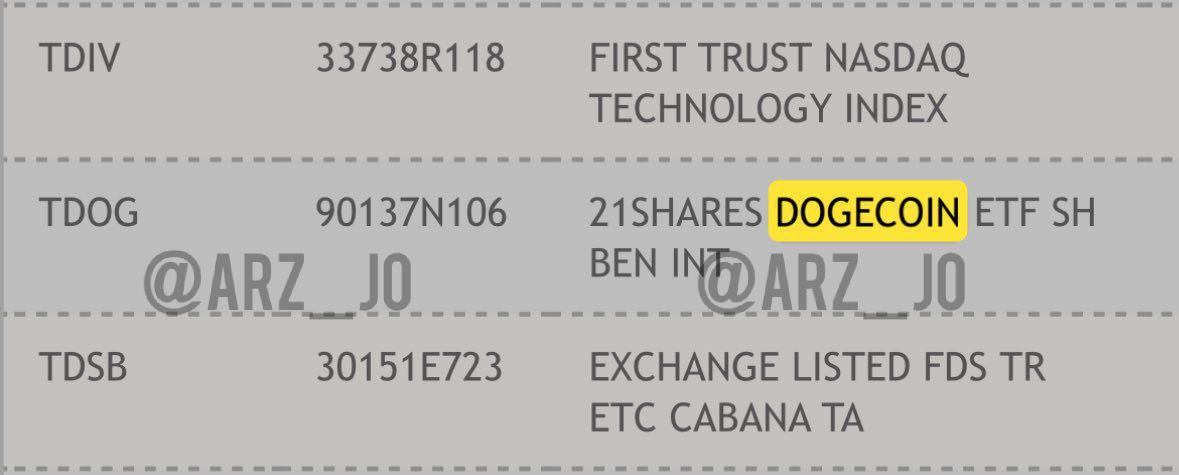 TDIV 33738R118 FIRST TRUST NASDAQ
TECHNOLOGY INDEX
TDOG 90137N106 21SHARES DOGECOIN ETF SH
BEN INT
@ARZ__JO @ARZ__JO
TDSB 30151E723 EXCHANGE LISTED FDS TR
ETC CABANA TA